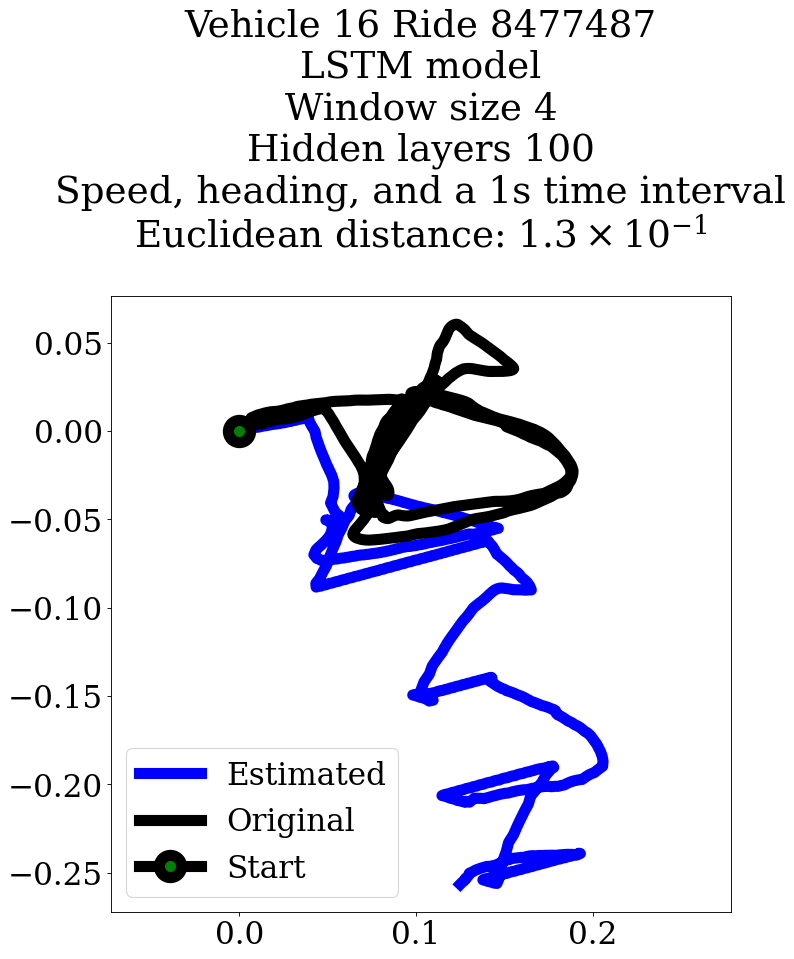 Vehicle 16 Ride 8477487
LSTM model
Window size 4
Hidden layers 100
Speed, heading, and a 1s time interval
Euclidean distance: 1.3 × 10⁻¹
0.05
0.00
−0.05
−0.10
−0.15
−0.20
−0.25
Estimated
Original
Start
0.0 0.1 0.2